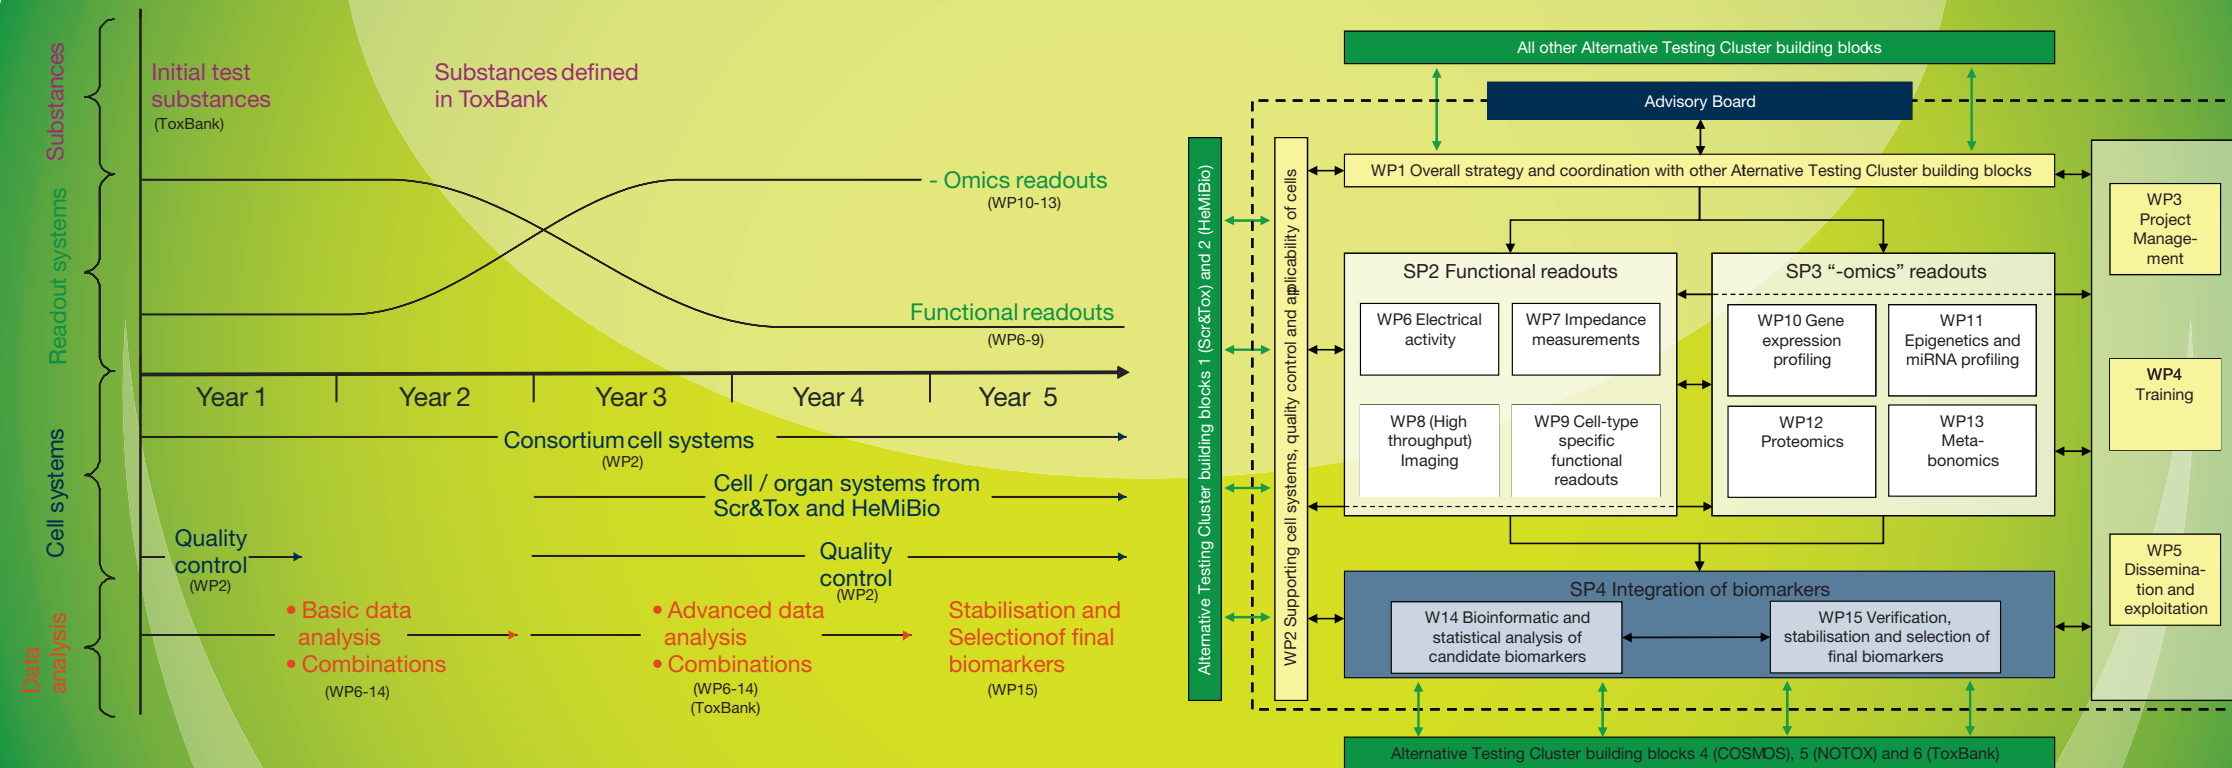 Substances
Initial test
substances
(ToxBank)
Substances defined
in ToxBank
Readout systems
- Omics readouts
(WP10-13)
Functional readouts
(WP6-9)
Year 1
Year 2
Year 3
Year 4
Year 5
Cell systems
Consortium cell systems
(WP2)
Cell / organ systems from
Scr&Tox and HeMiBio
Quality
control
(WP2)
Quality
control
(WP2)
Data
analysis
• Basic data
analysis
• Combinations
(WP6-14)
• Advanced data
analysis
• Combinations
(WP6-14)
(ToxBank)
Stabilisation and
Selectionof final
biomarkers
(WP15)
All other Alternative Testing Cluster building blocks
Advisory Board
Alternative Testing Cluster building blocks 1 (Scr&Tox) and 2 (HeMiBio)
WP2 Supporting cell systems, quality control and applicability of cells
WP1 Overall strategy and coordination with other Aternative Testing Cluster building blocks
SP2 Functional readouts
WP6 Electrical
activity
WP7 Impedance
measurements
WP8 (High
throughput)
Imaging
WP9 Cell-type
specific
functional
readouts
SP3 “-omics” readouts
WP10 Gene
expression
profiling
WP11
Epigenetics and
miRNA profiling
WP12
Proteomics
WP13
Meta-
bonomics
SP4 Integration of biomarkers
W14 Bioinformatic and
statistical analysis of
candidate biomarkers
WP15 Verification,
stabilisation and selection of
final biomarkers
WP3
Project
Manage-
ment
WP4
Training
WP5
Dissemina-
tion and
exploitation
Alternative Testing Cluster building blocks 4 (COSMOS), 5 (NOTOX) and 6 (ToxBank)